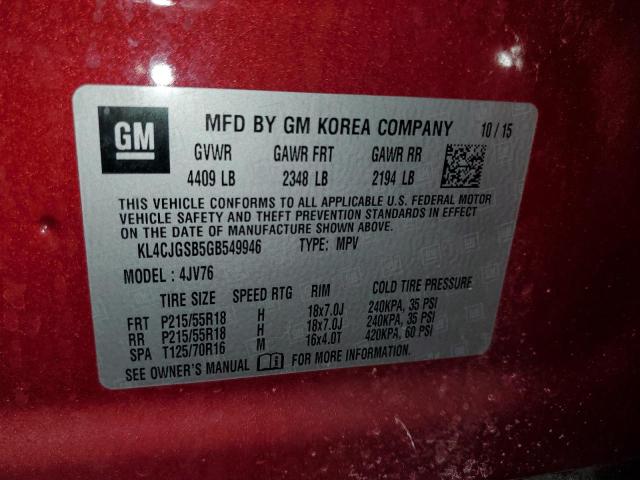 GM MFD BY GM KOREA COMPANY 10/15
GVWR GAWR FRT GAWR RR
4409 LB 2348 LB 2194 LB
THIS VEHICLE CONFORMS TO ALL APPLICABLE U.S. FEDERAL MOTOR
VEHICLE SAFETY AND THEFT PREVENTION STANDARDS IN EFFECT
ON THE DATE OF MANUFACTURE SHOWN ABOVE.
KL4CJGSB5GB549946 TYPE: MPV
MODEL: 4JV76
TIRE SIZE SPEED RTG RIM COLD TIRE PRESSURE
FRT P215/55R18 H 18x7.0J 240KPA, 35 PSI
RR P215/55R18 H 18x7.0J 240KPA, 35 PSI
SPA T125/70R16 M 16x4.0T 420KPA, 60 PSI
SEE OWNER'S MANUAL FOR MORE INFORMATION.